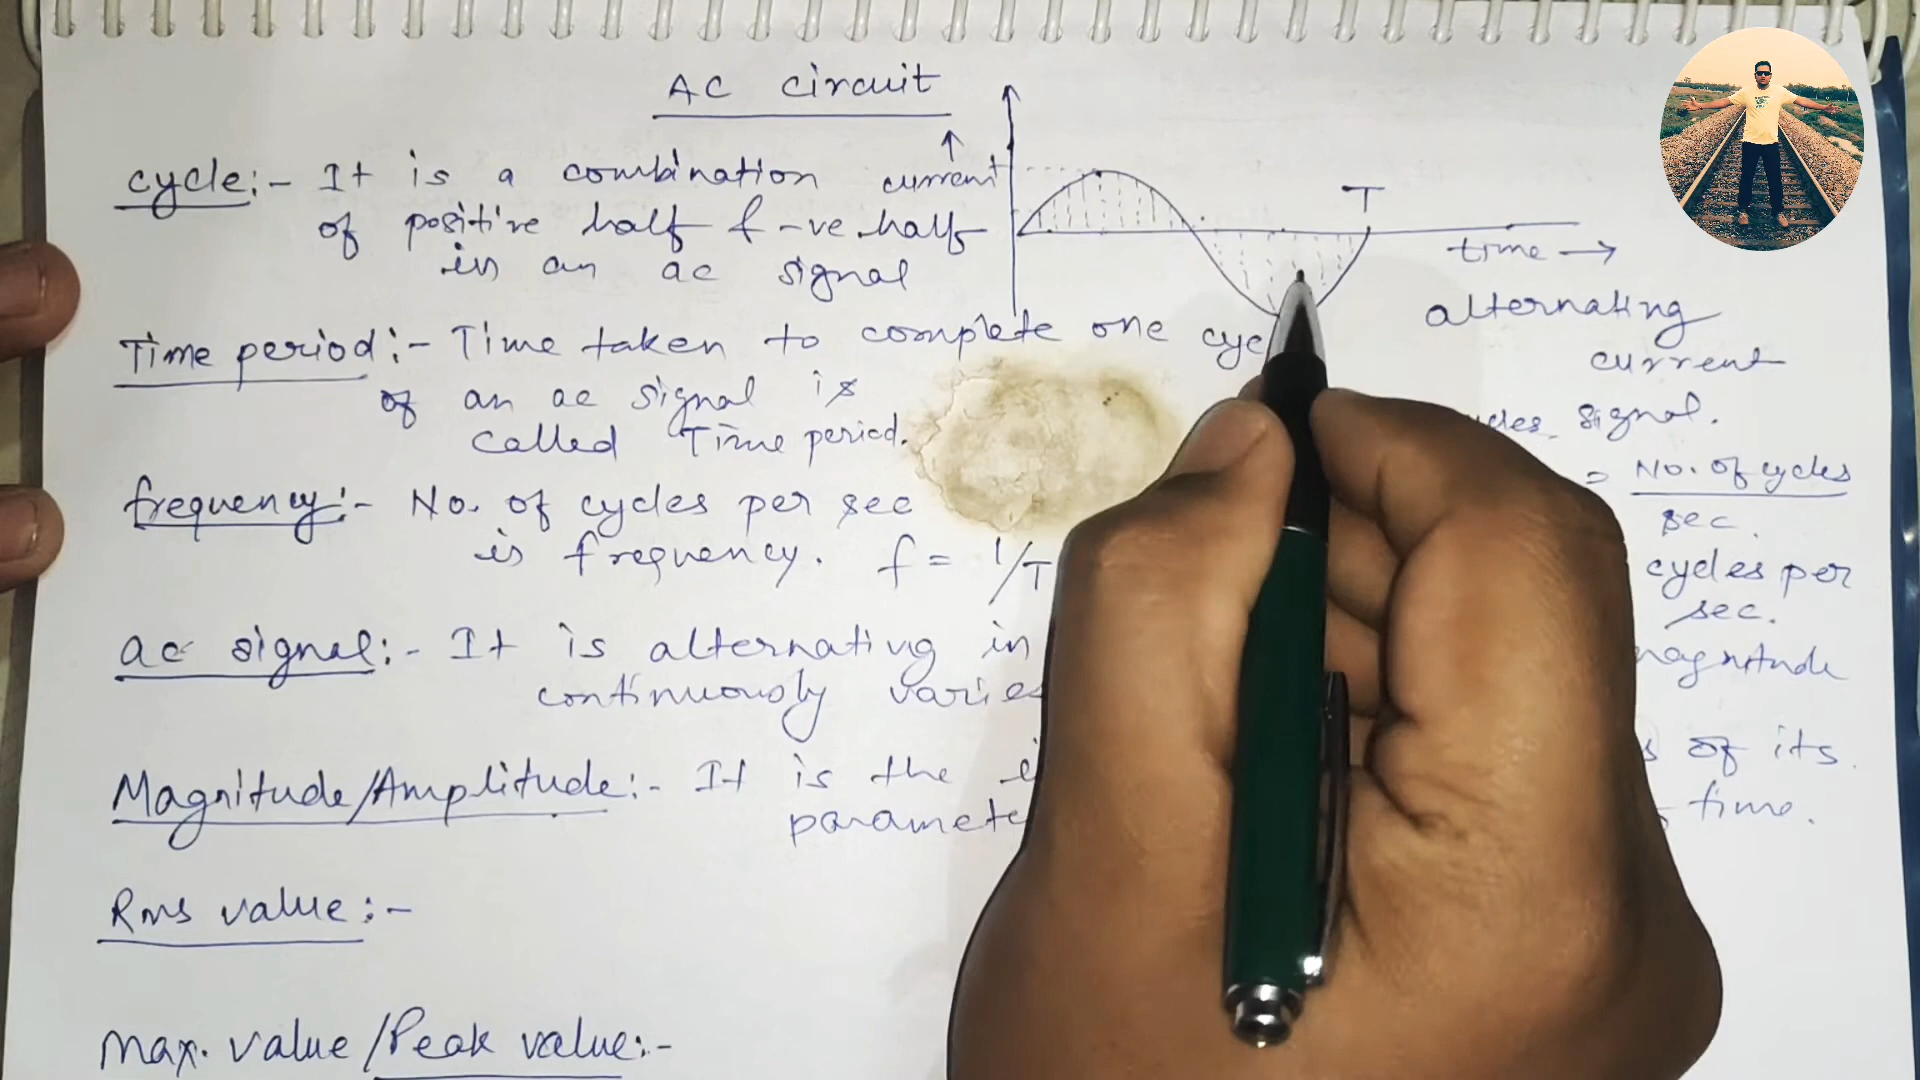 AC circuit
cycle:- It is a combination
of positive half & -ve half
in an ac signal
↑
current
T
time →
alternating
current
signal.
Time period:- Time taken to complete one cyc
of an ac signal is
called Time period.
frequency:- No. of cycles per sec
is frequency. f = 1/T
= No. of cycles
sec.
cycles per
sec.
ac signal:- It is alternating in
magnitude
continuously varies
Magnitude/Amplitude:- It is the
of its
paramete
time.
Rms value:-
Max. value/Peak value:-